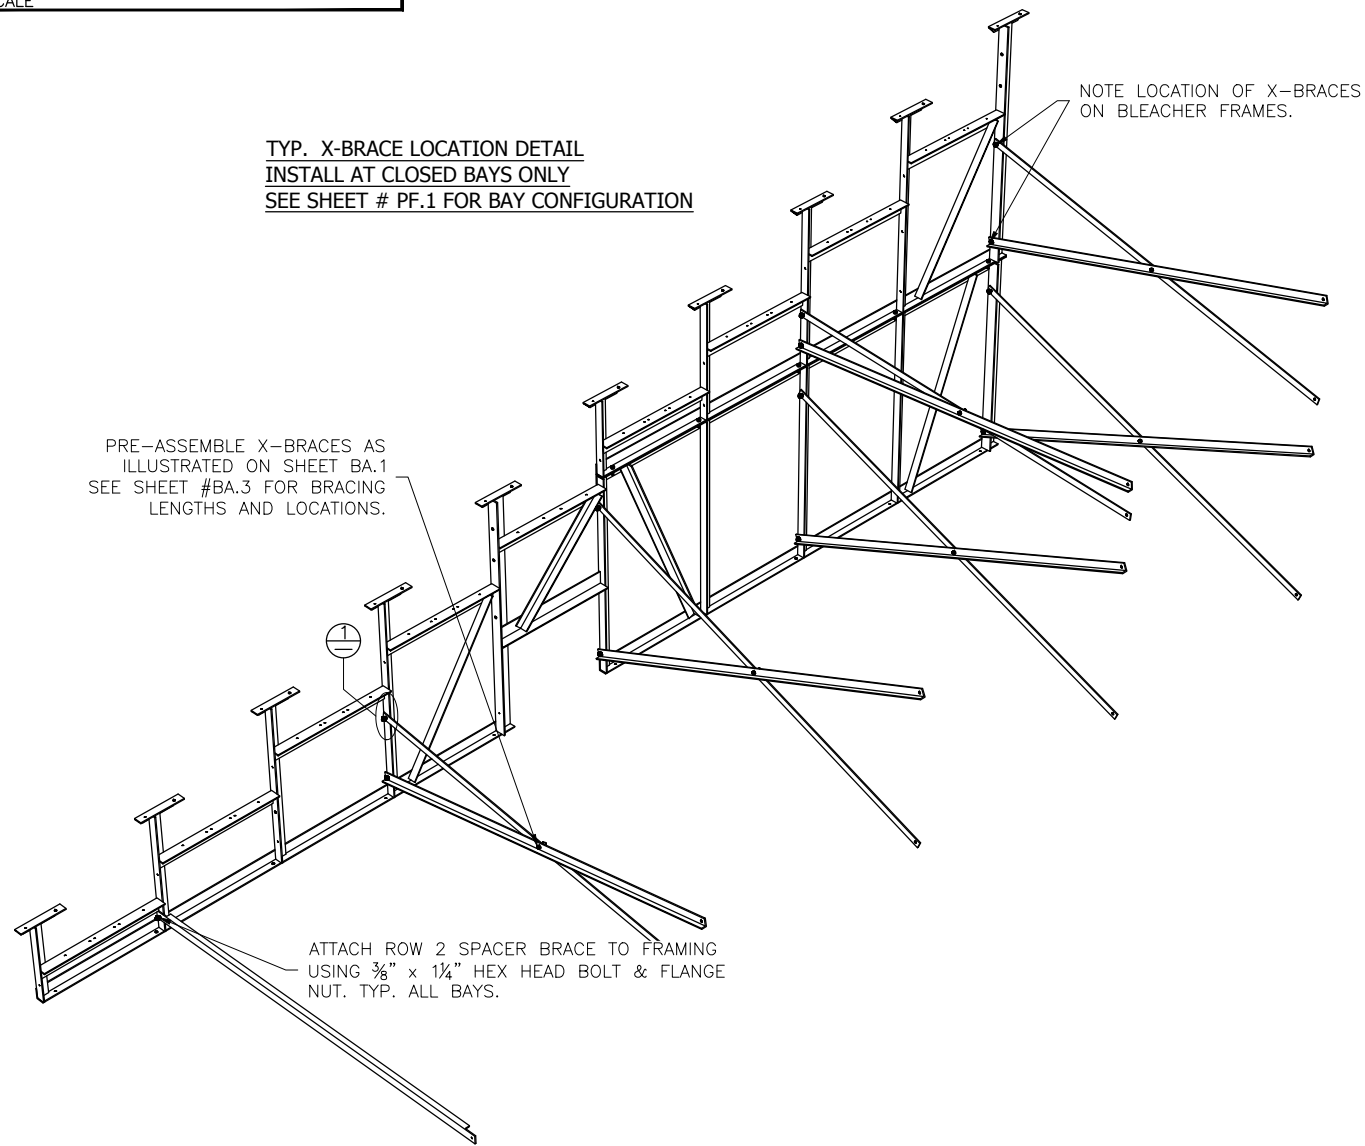 TYP. X-BRACE LOCATION DETAIL
INSTALL AT CLOSED BAYS ONLY
SEE SHEET # PF.1 FOR BAY CONFIGURATION
NOTE LOCATION OF X-BRACES
ON BLEACHER FRAMES.
PRE-ASSEMBLE X-BRACES AS
ILLUSTRATED ON SHEET BA.1
SEE SHEET #BA.3 FOR BRACING
LENGTHS AND LOCATIONS.
1
—
ATTACH ROW 2 SPACER BRACE TO FRAMING
USING ⅜" x 1¼" HEX HEAD BOLT & FLANGE
NUT. TYP. ALL BAYS.